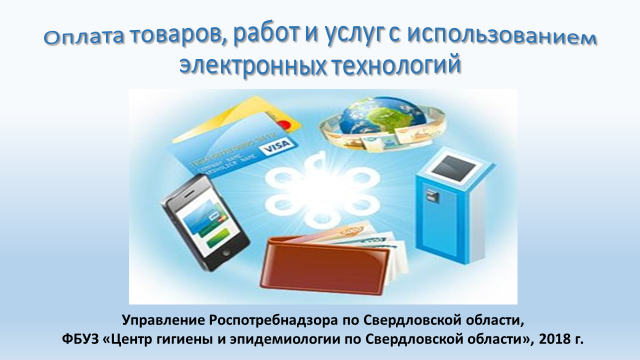 Оплата товаров, работ и услуг с использованием
электронных технологий
VISA
Управление Роспотребнадзора по Свердловской области,
ФБУЗ «Центр гигиены и эпидемиологии по Свердловской области», 2018 г.